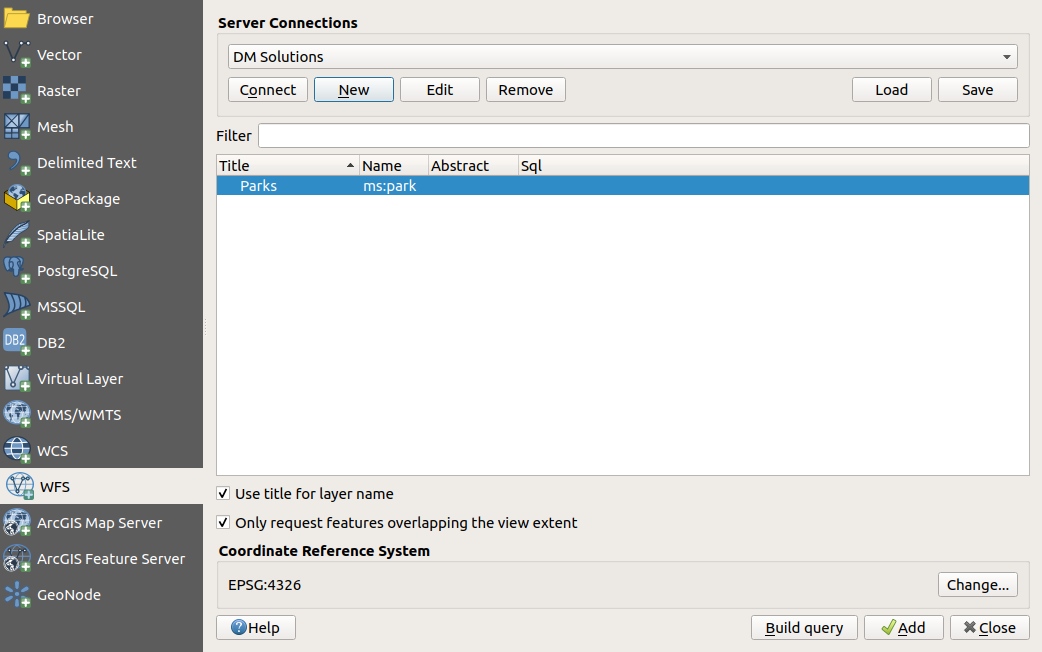 Browser
Vector
Raster
Mesh
Delimited Text
GeoPackage
SpatiaLite
PostgreSQL
MSSQL
DB2
DB2
Virtual Layer
WMS/WMTS
WCS
WFS
ArcGIS Map Server
ArcGIS Feature Server
GeoNode
Server Connections
DM Solutions
Connect New Edit Remove Load Save
Filter
Title Name Abstract Sql
Parks ms:park
Use title for layer name
Only request features overlapping the view extent
Coordinate Reference System
EPSG:4326 Change...
?Help Build query Add Close